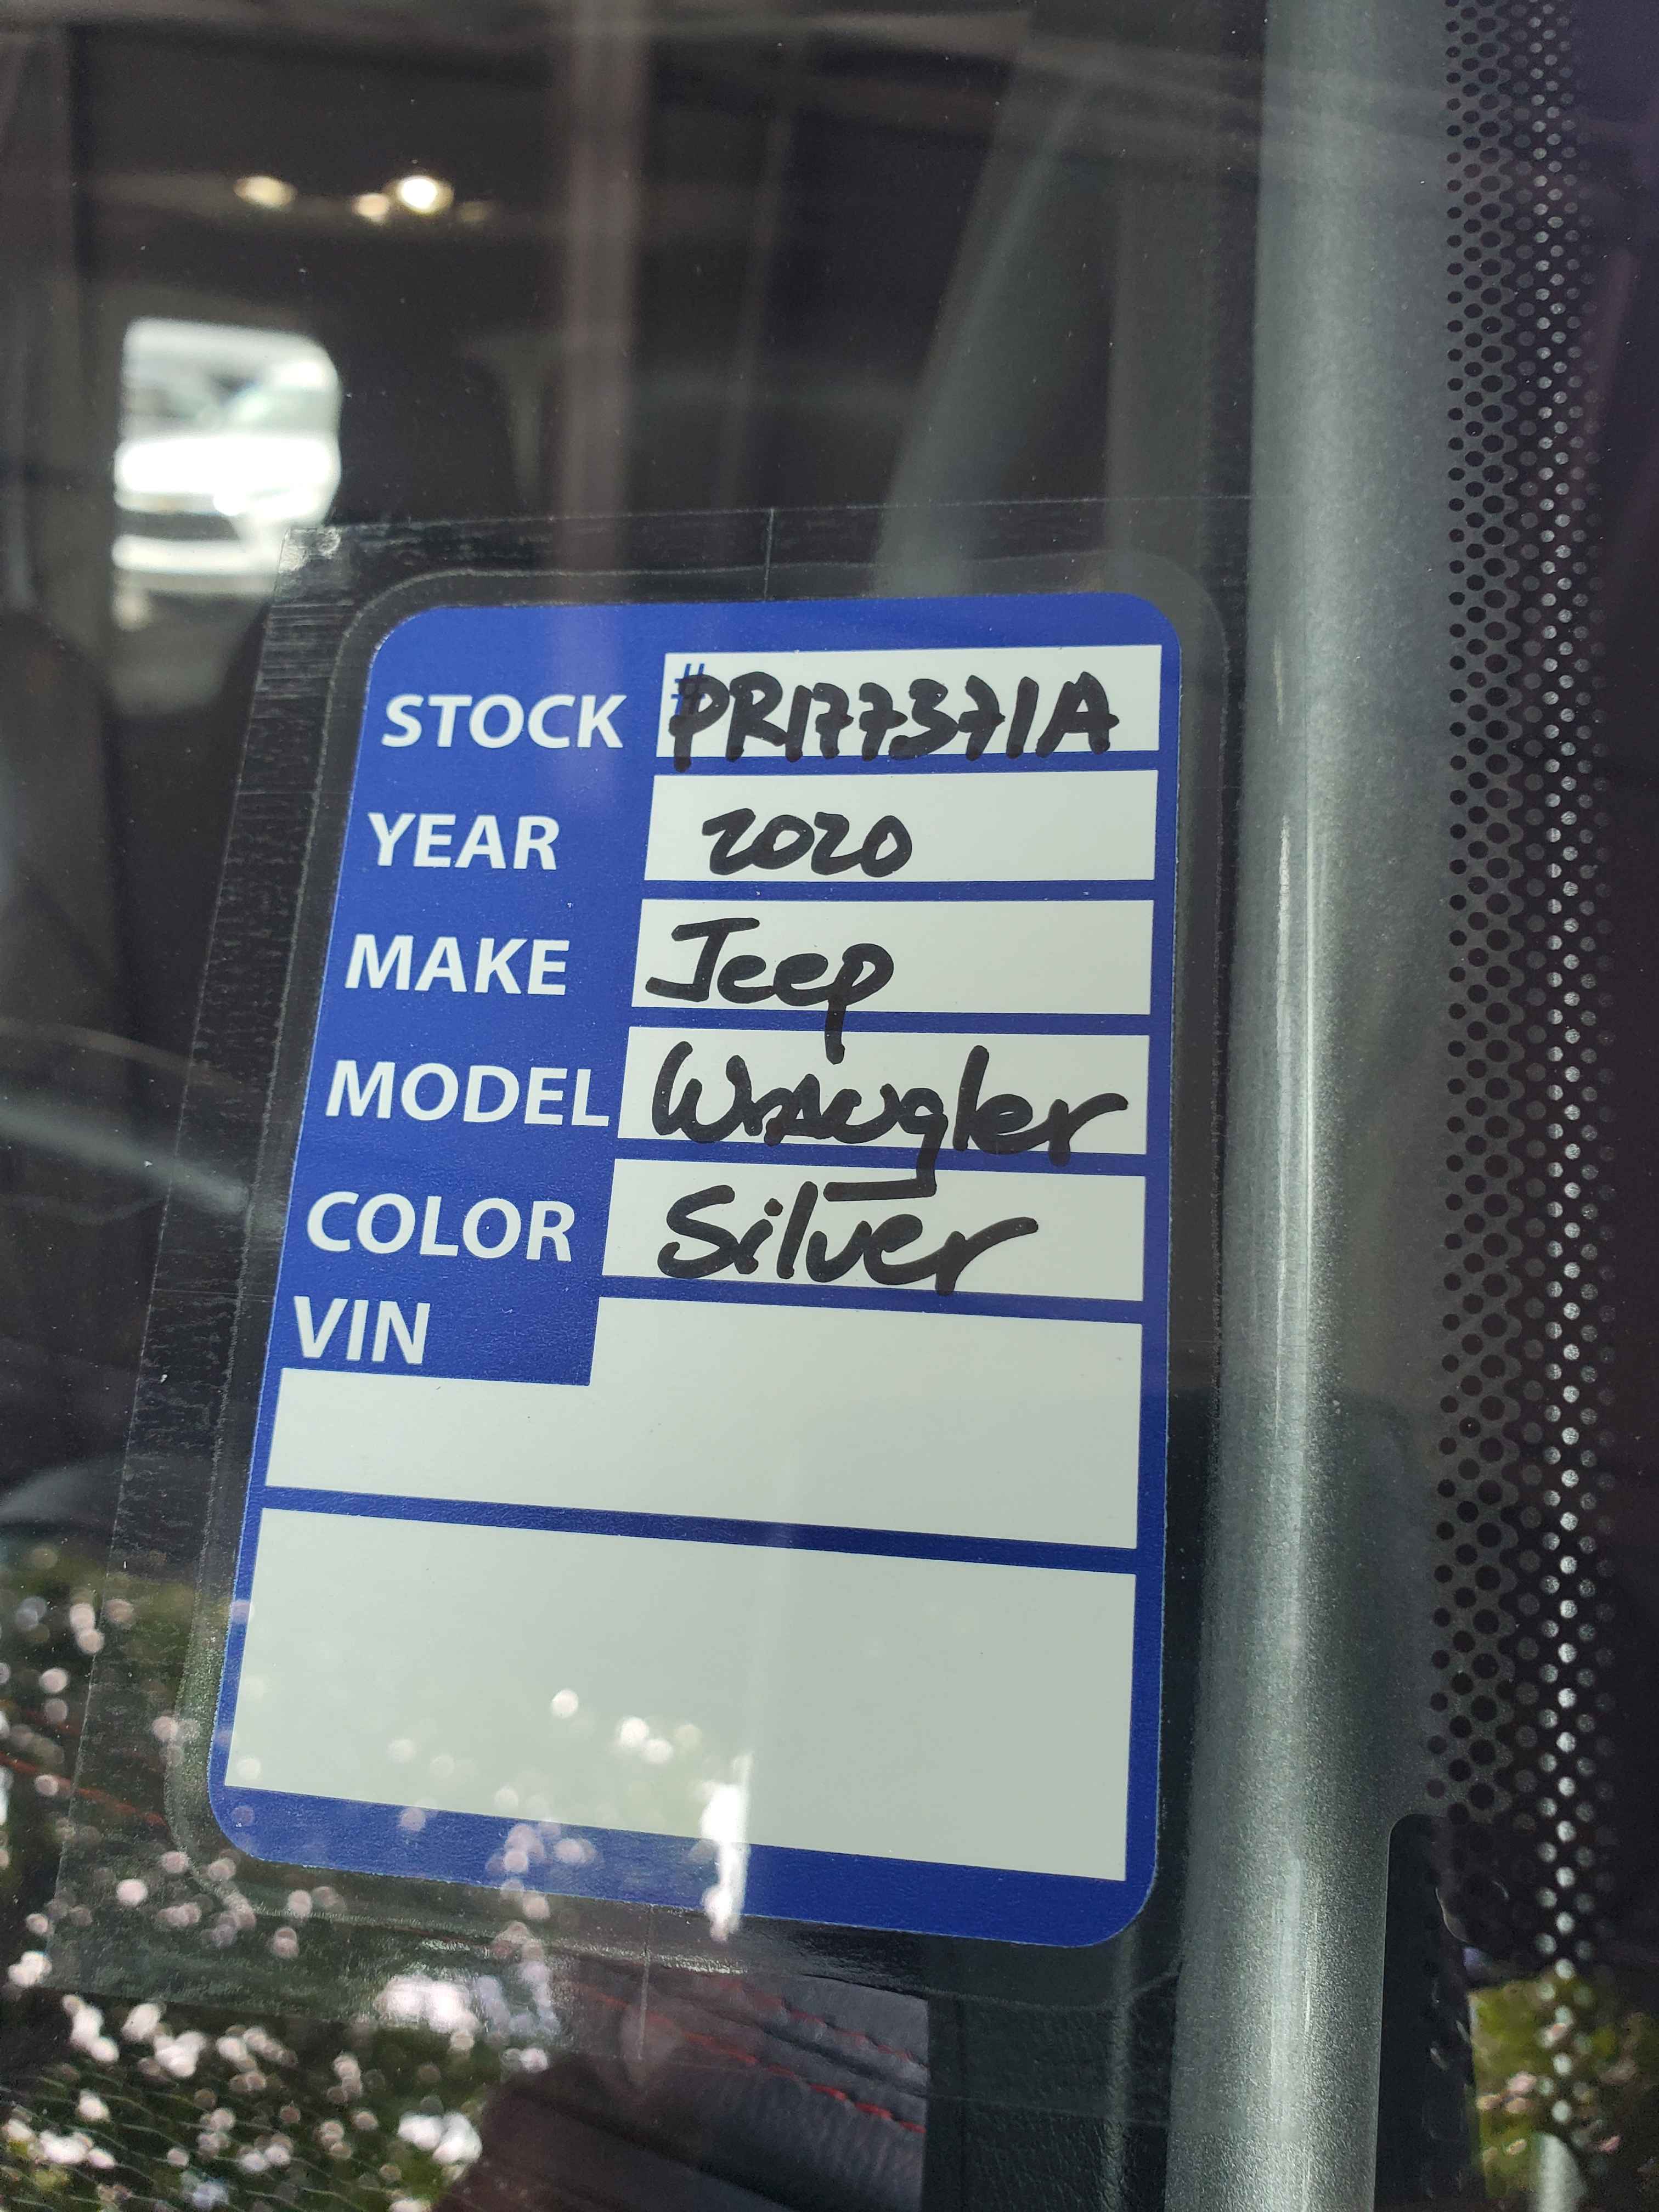 STOCK #PR177371A
YEAR 2020
MAKE Jeep
MODEL Wrangler
COLOR Silver
VIN